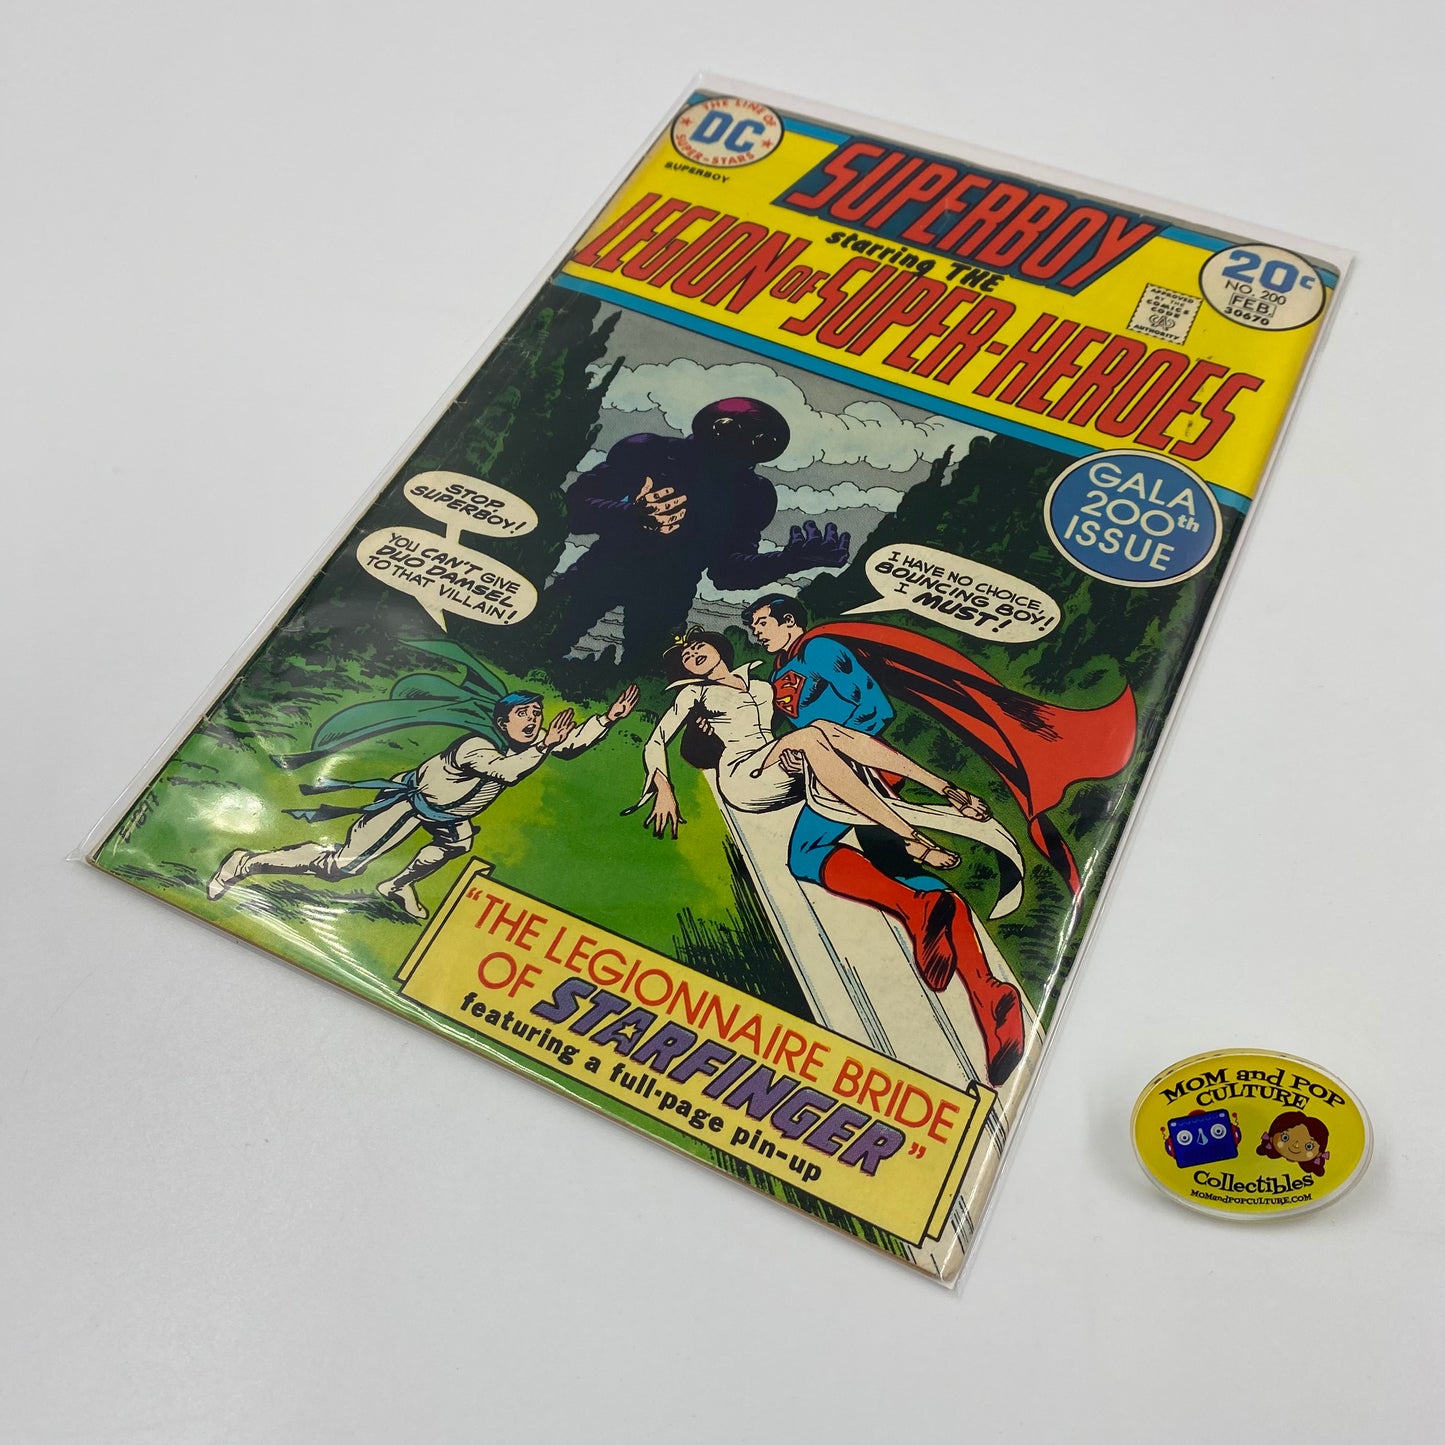 THE LINE OF
DC
SUPER-STARS
SUPERBOY
SUPERBOY
starring THE
LEGION OF SUPER-HEROES
APPROVED
BY THE
COMICS
CODE
AUTHORITY
20¢
NO. 200
FEB.
30670
GALA
200th
ISSUE
STOP,
SUPERBOY!
YOU CAN'T GIVE
DUO DAMSEL
TO THAT VILLAIN!
I HAVE NO CHOICE,
BOUNCING BOY!
I MUST!
"THE LEGIONNAIRE BRIDE
OF STARFINGER"
featuring a full-page pin-up
MOM and POP
CULTURE
Collectibles
MOMandPOPCULTURE.COM